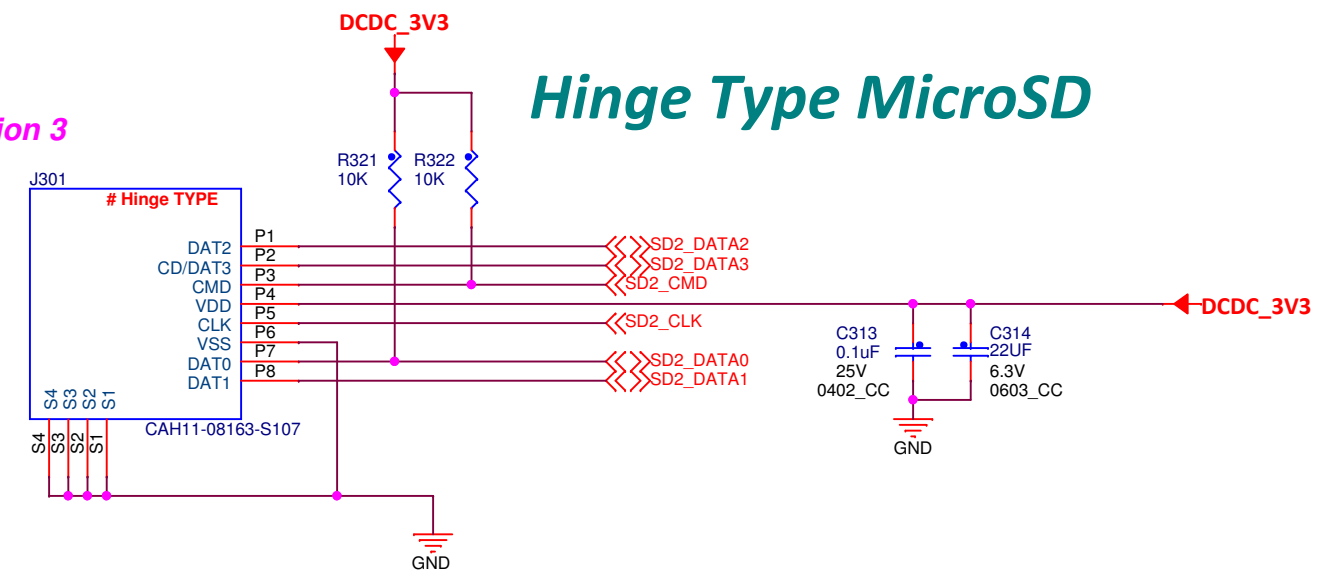 DCDC_3V3
Hinge Type MicroSD
ion 3
R321
10K
R322
10K
J301
# Hinge TYPE
DAT2 P1 SD2_DATA2
CD/DAT3 P2 SD2_DATA3
CMD P3 SD2_CMD
VDD P4 DCDC_3V3
CLK P5 SD2_CLK
VSS P6
DAT0 P7 SD2_DATA0
DAT1 P8 SD2_DATA1
C313
0.1uF
25V
0402_CC
C314
22UF
6.3V
0603_CC
GND
S4 S3 S2 S1
CAH11-08163-S107
S4 S3 S2 S1
GND